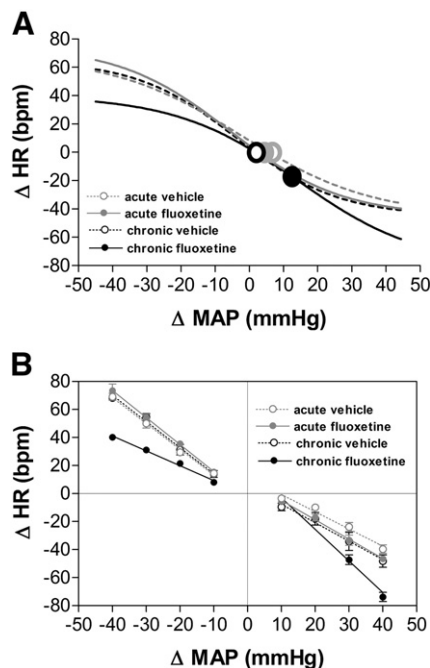 A
Δ HR (bpm)
80
60
40
20
0
-20
-40
-60
-80
acute vehicle
acute fluoxetine
chronic vehicle
chronic fluoxetine
-50 -40 -30 -20 -10 0 10 20 30 40 50
Δ MAP (mmHg)
B
Δ HR (bpm)
80
60
40
20
0
-20
-40
-60
-80
acute vehicle
acute fluoxetine
chronic vehicle
chronic fluoxetine
-50 -40 -30 -20 -10 0 10 20 30 40 50
Δ MAP (mmHg)